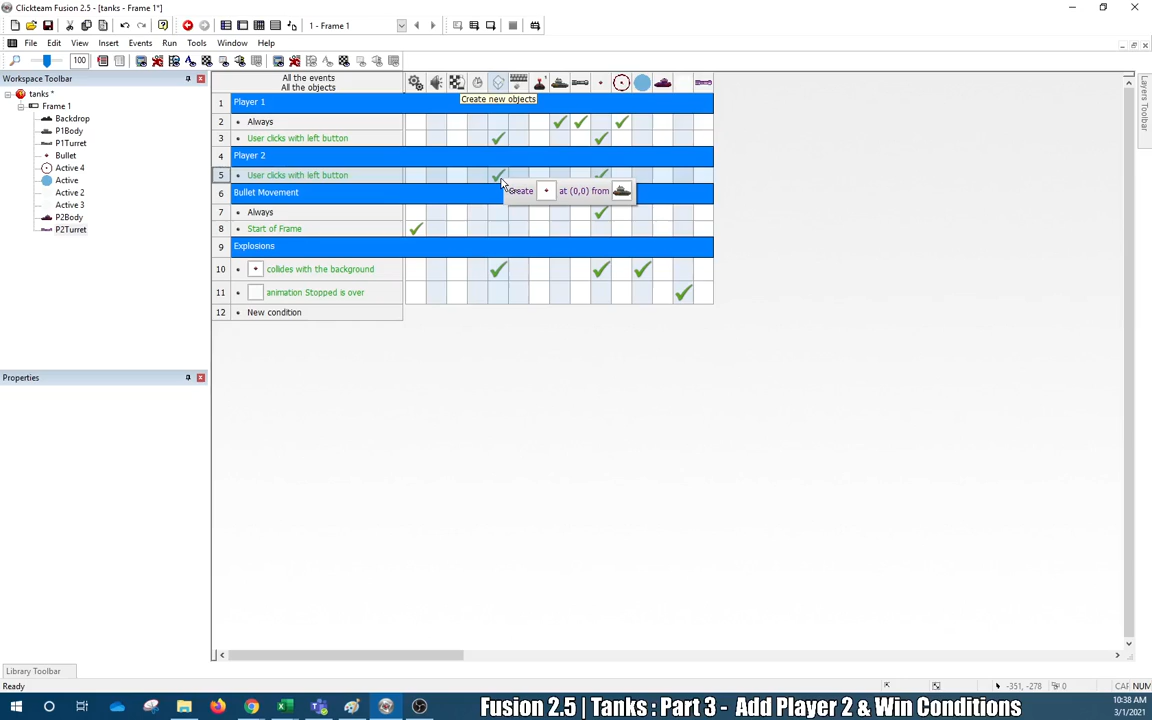 Clickteam Fusion 2.5 - [tanks - Frame 1*]
1 - Frame 1
File Edit View Insert Events Run Tools Window Help
100
Workspace Toolbar
tanks *
Frame 1
Backdrop
P1Body
P1Turret
Bullet
Active 4
Active
Active 2
Active 3
P2Body
P2Turret
Properties
Library Toolbar
Ready
All the events
All the objects
Create new objects
1 Player 1
2 • Always
3 • User clicks with left button
4 Player 2
5 • User clicks with left button
Create at (0,0) from
6 Bullet Movement
7 • Always
8 • Start of Frame
9 Explosions
10 • collides with the background
11 • animation Stopped is over
12 • New condition
Layers Toolbar
-351, -278
0
CAP NUM
10:38 AM
3/1/2021
Fusion 2.5 | Tanks : Part 3 - Add Player 2 & Win Conditions